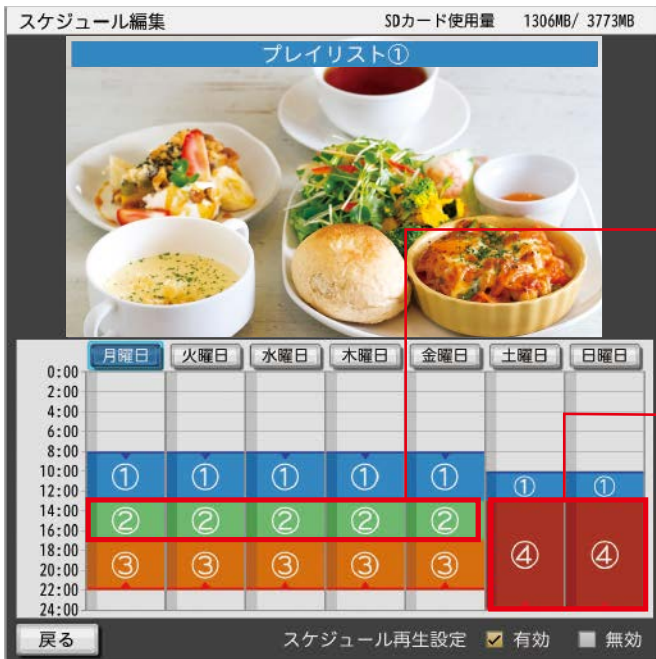 スケジュール編集 SDカード使用量 1306MB/ 3773MB
プレイリスト①
月曜日 火曜日 水曜日 木曜日 金曜日 土曜日 日曜日
0:00
2:00
4:00
6:00
8:00
10:00
① ① ① ① ① ① ①
12:00
14:00
② ② ② ② ②
16:00
18:00
③ ③ ③ ③ ③ ④ ④
20:00
22:00
24:00
戻る スケジュール再生設定 有効 無効